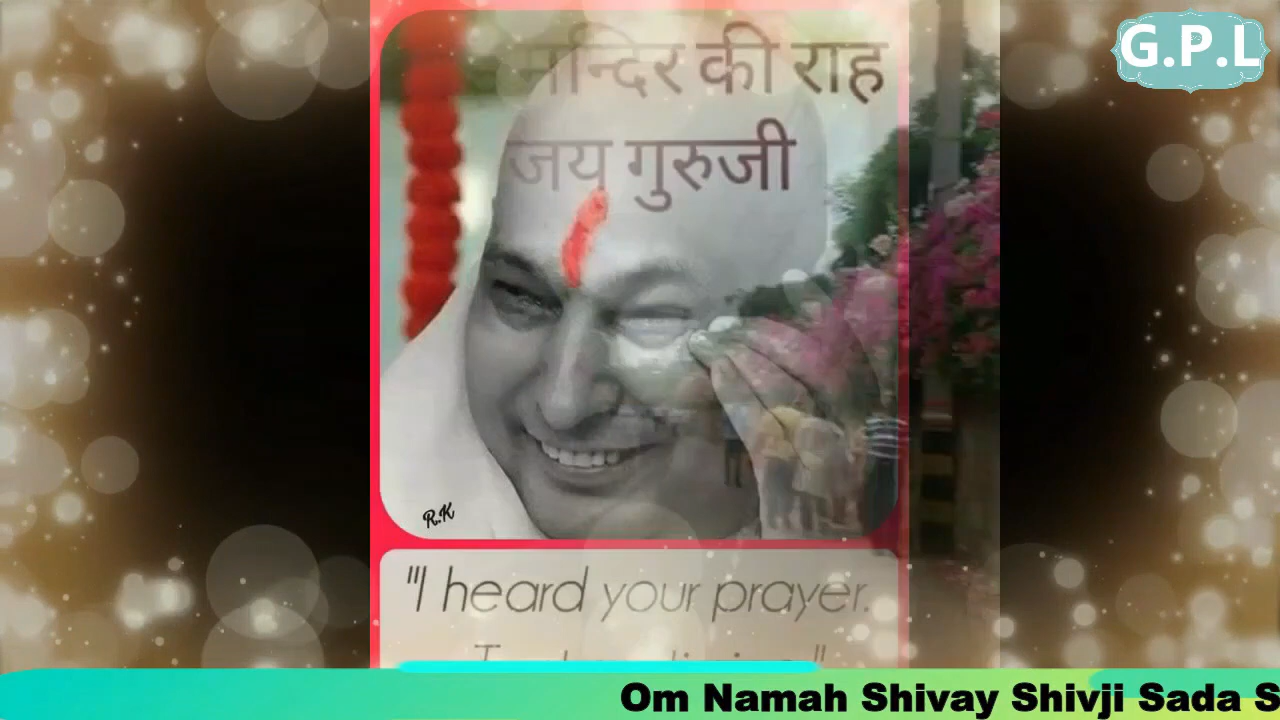 G.P.L
मन्दिर की राह
जय गुरुजी
R.K
"I heard your prayer.
Om Namah Shivay Shivji Sada S